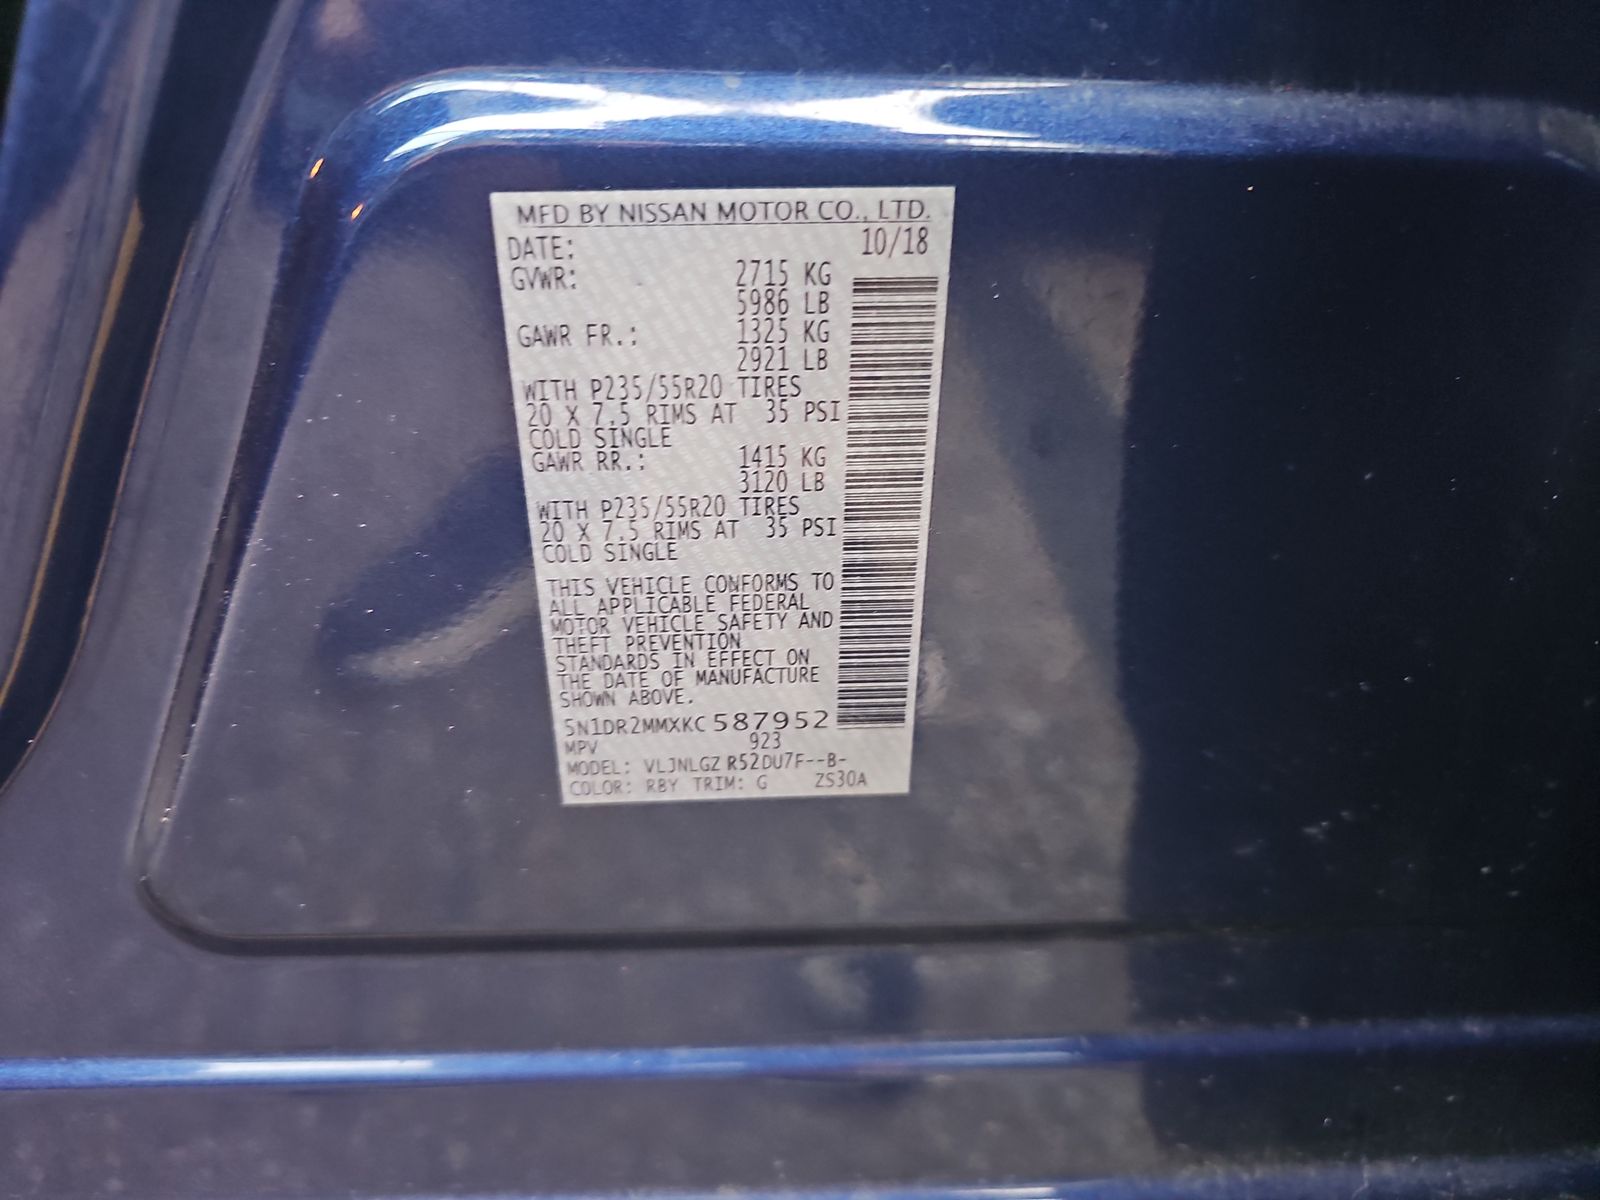 MFD BY NISSAN MOTOR CO., LTD.
DATE: 10/18
GVWR: 2715 KG
5986 LB
GAWR FR.: 1325 KG
2921 LB
WITH P235/55R20 TIRES
20 X 7.5 RIMS AT 35 PSI
COLD SINGLE
GAWR RR.: 1415 KG
3120 LB
WITH P235/55R20 TIRES
20 X 7.5 RIMS AT 35 PSI
COLD SINGLE
THIS VEHICLE CONFORMS TO
ALL APPLICABLE FEDERAL
MOTOR VEHICLE SAFETY AND
THEFT PREVENTION
STANDARDS IN EFFECT ON
THE DATE OF MANUFACTURE
SHOWN ABOVE.
5N1DR2MMXKC587952
MPV 923
MODEL: VLJNLGZ R52DU7F--B-
COLOR: RBY TRIM: G ZS30A